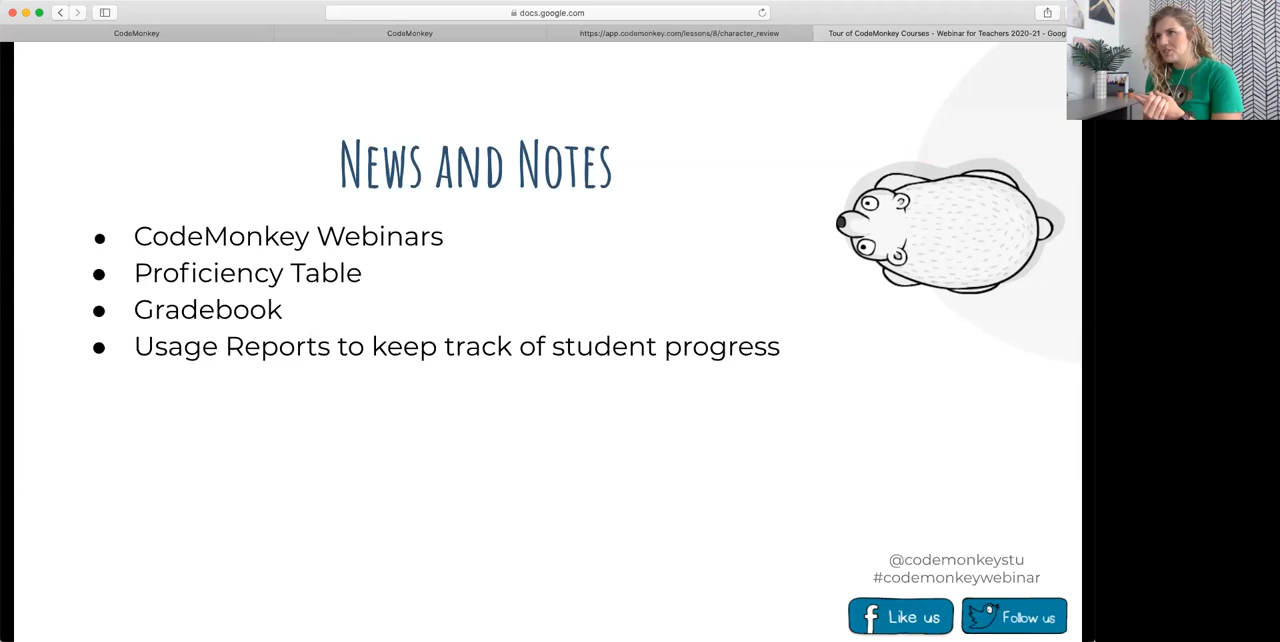 docs.google.com
CodeMonkey
CodeMonkey
https://app.codemonkey.com/lessons/8/character_review
Tour of CodeMonkey Courses - Webinar for Teachers 2020-21 - Goog
News and Notes
● CodeMonkey Webinars
● Proficiency Table
● Gradebook
● Usage Reports to keep track of student progress
@codemonkeystu
#codemonkeywebinar
f Like us
Follow us